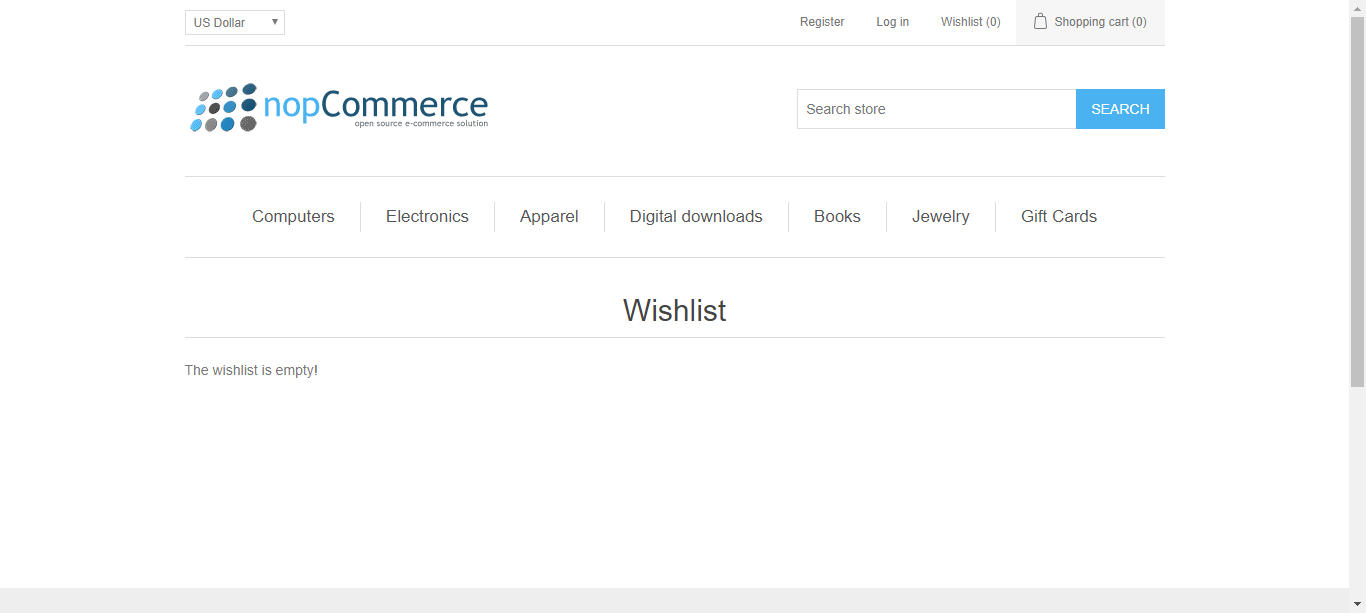 US Dollar
Register Log in Wishlist (0) Shopping cart (0)
nopCommerce
open source e-commerce solution
Search store SEARCH
Computers Electronics Apparel Digital downloads Books Jewelry Gift Cards
Wishlist
The wishlist is empty!